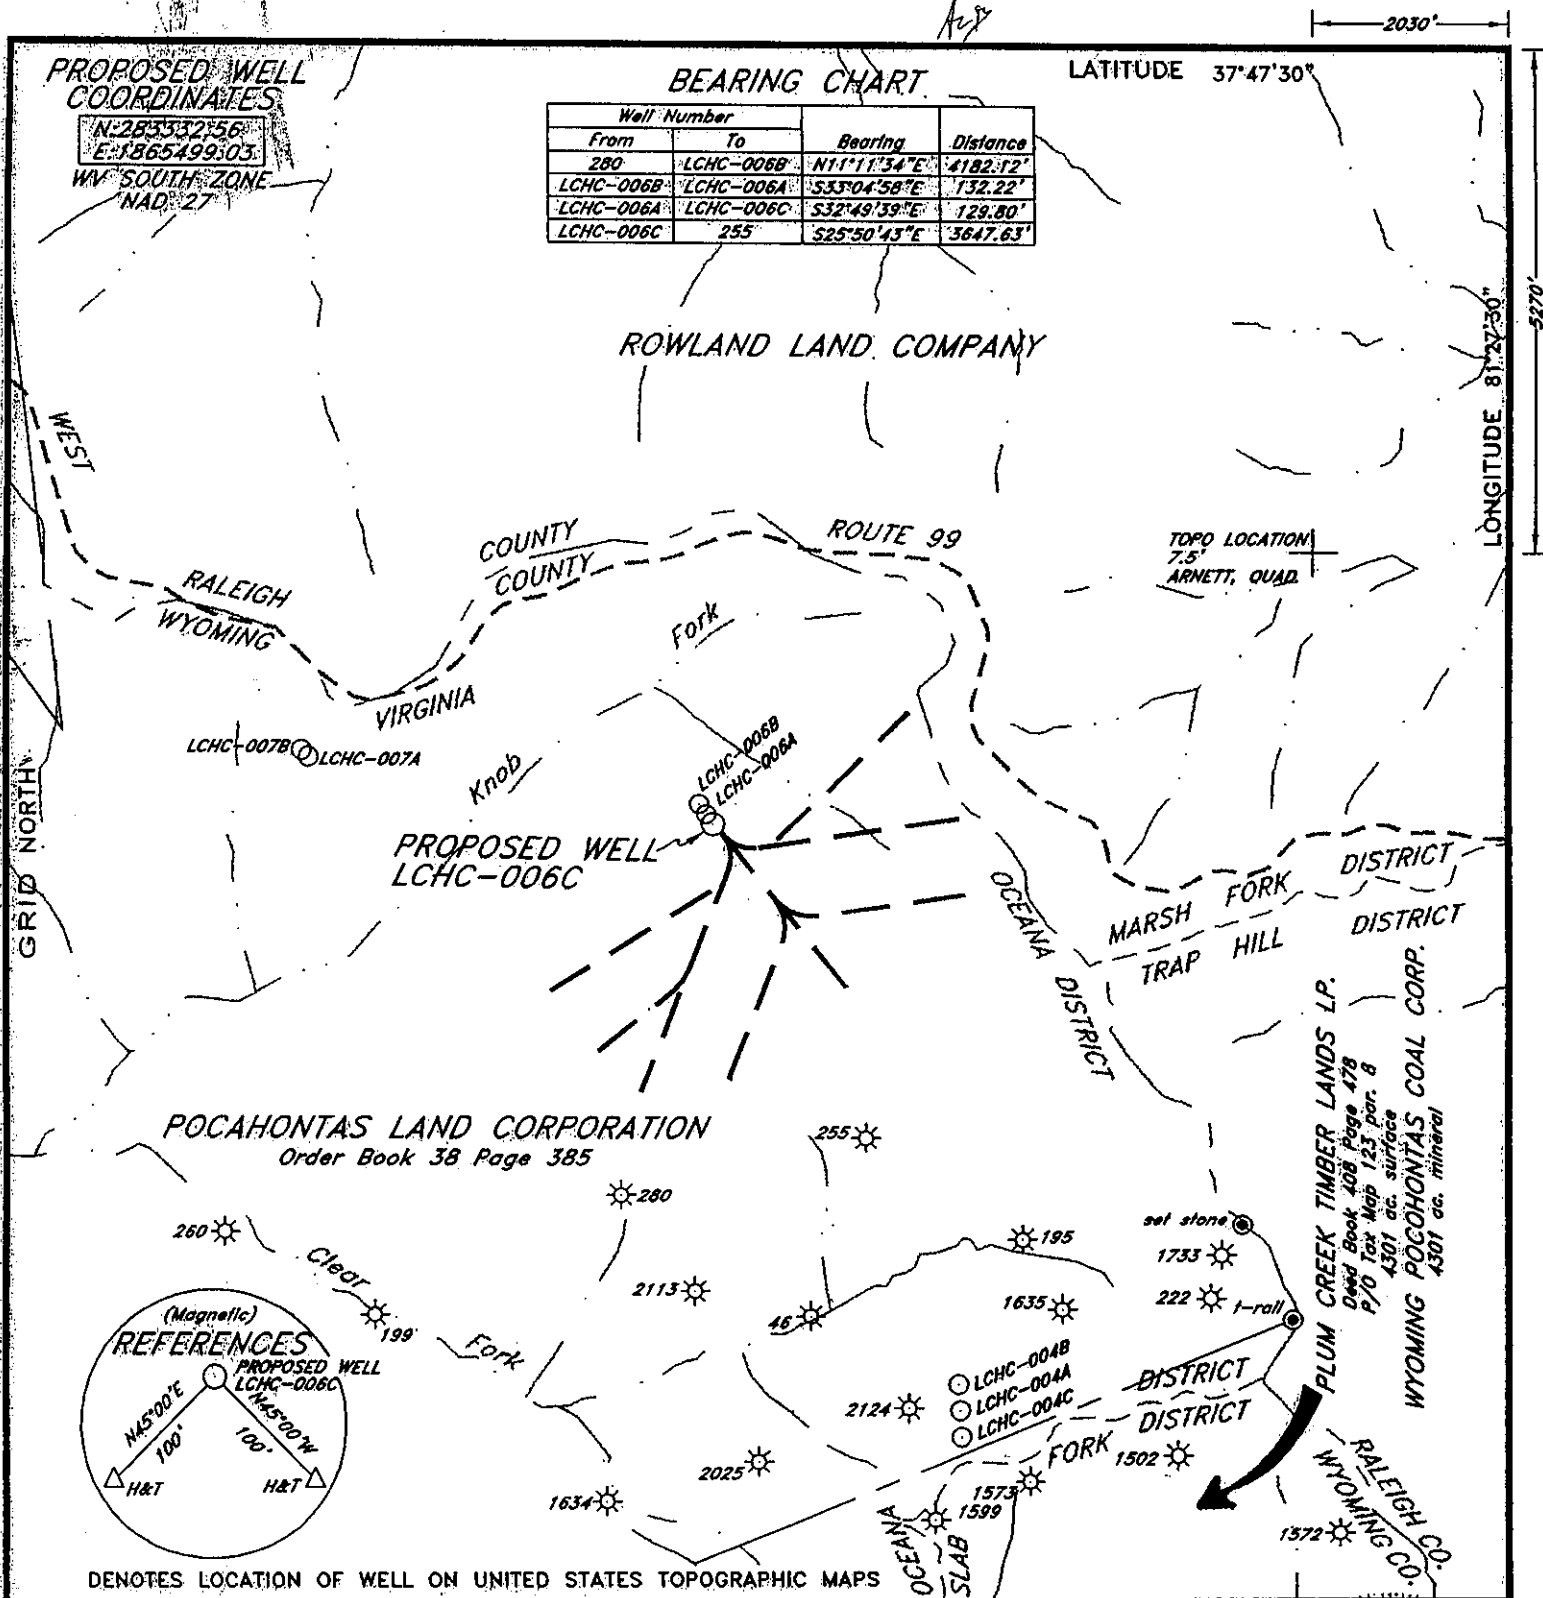 2030'
PROPOSED WELL
COORDINATES
N:283332.56
E:1865499.03
WV SOUTH ZONE
NAD 27
BEARING CHART
Well Number
From To Bearing Distance
280 LCHC-006B N11°11'34"E 4182.12'
LCHC-006B LCHC-006A S33°04'58"E 132.22'
LCHC-006A LCHC-006C S32°49'39"E 129.80'
LCHC-006C 255 S25°50'43"E 3647.63'
LATITUDE 37°47'30"
5270'
LONGITUDE 81°27'30"
ROWLAND LAND COMPANY
WEST
COUNTY
COUNTY
ROUTE 99
TOPO LOCATION
7.5'
ARNETT, QUAD
RALEIGH
WYOMING
VIRGINIA
Fork
Knob
LCHC-007B
LCHC-007A
LCHC-006B
LCHC-006A
PROPOSED WELL
LCHC-006C
GRID NORTH
OCEANA DISTRICT
MARSH FORK DISTRICT
TRAP HILL DISTRICT
PLUM CREEK TIMBER LANDS LP.
Deed Book 408 Page 478
P/O Tax Map 123 par. 8
4301 ac. surface
WYOMING POCOHONTAS COAL CORP.
4301 ac. mineral
POCAHONTAS LAND CORPORATION
Order Book 38 Page 385
255
280
260
set stone
195
1733
Clear
2113
222
1635
t-rail
46
199
Fork
(Magnetic)
REFERENCES
PROPOSED WELL
LCHC-006C
N45°00'E
100'
N45°00'W
100'
H&T
H&T
LCHC-004B
LCHC-004A
LCHC-004C
2124
DISTRICT
DISTRICT
FORK
1502
2025
1634
1573
1599
OCEANA
SLAB
1572
RALEIGH CO.
WYOMING CO.
DENOTES LOCATION OF WELL ON UNITED STATES TOPOGRAPHIC MAPS